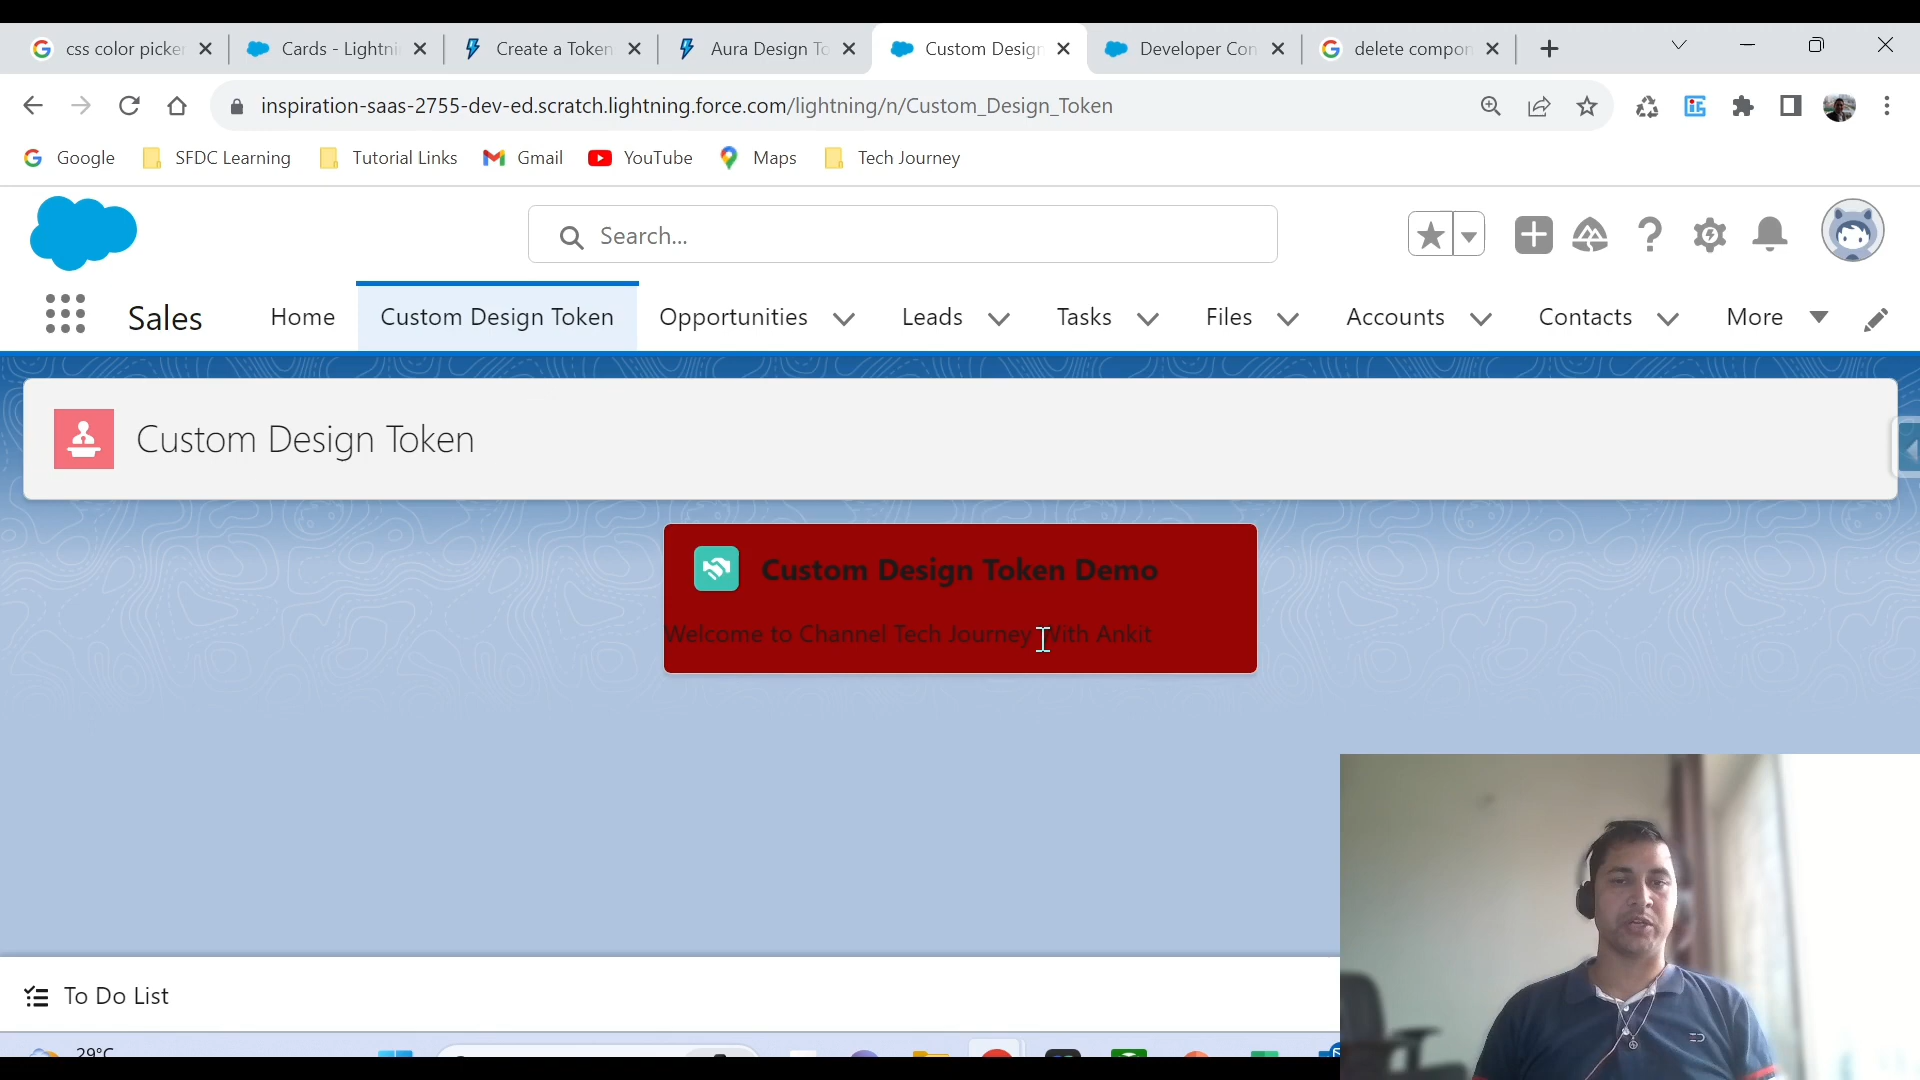 css color picke
Cards - Lightni
Create a Token
Aura Design To
Custom Design
Developer Con
delete compon
inspiration-saas-2755-dev-ed.scratch.lightning.force.com/lightning/n/Custom_Design_Token
Google
SFDC Learning
Tutorial Links
Gmail
YouTube
Maps
Tech Journey
Search...
Sales
Home
Custom Design Token
Opportunities
Leads
Tasks
Files
Accounts
Contacts
More
Custom Design Token
Custom Design Token Demo
Welcome to Channel Tech Journey With Ankit
To Do List
29°C